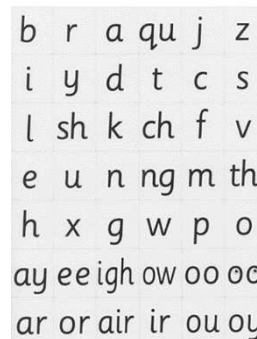 b r a qu j z
i y d t c s
l sh k ch f v
e u n ng m th
h x g w p o
ay ee igh ow oo oo
ar or air ir ou oy